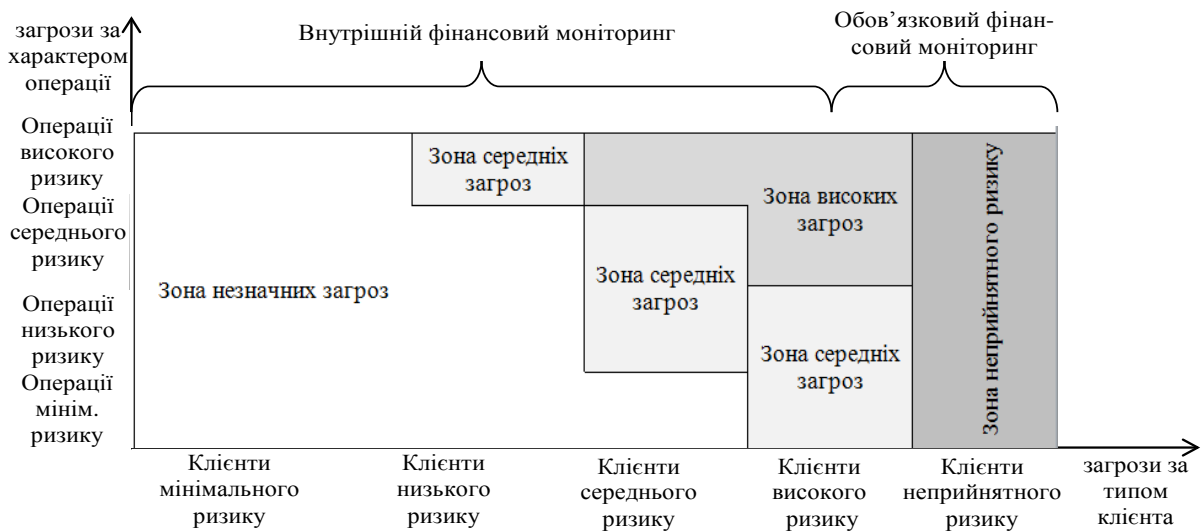 загрози за
характером
операції
Внутрішній фінансовий моніторинг
Обов’язковий фінан-
совий моніторинг
Операції
високого
ризику
Операції
середнього
ризику
Операції
низького
ризику
Операції
мінім.
ризику
Зона незначних загроз
Зона середніх
загроз
Зона середніх
загроз
Зона високих
загроз
Зона середніх
загроз
Зона неприйнятного ризику
Клієнти
мінімального
ризику
Клієнти
низького
ризику
Клієнти
середнього
ризику
Клієнти
високого
ризику
Клієнти
неприйнятного
ризику
загрози за
типом
клієнта